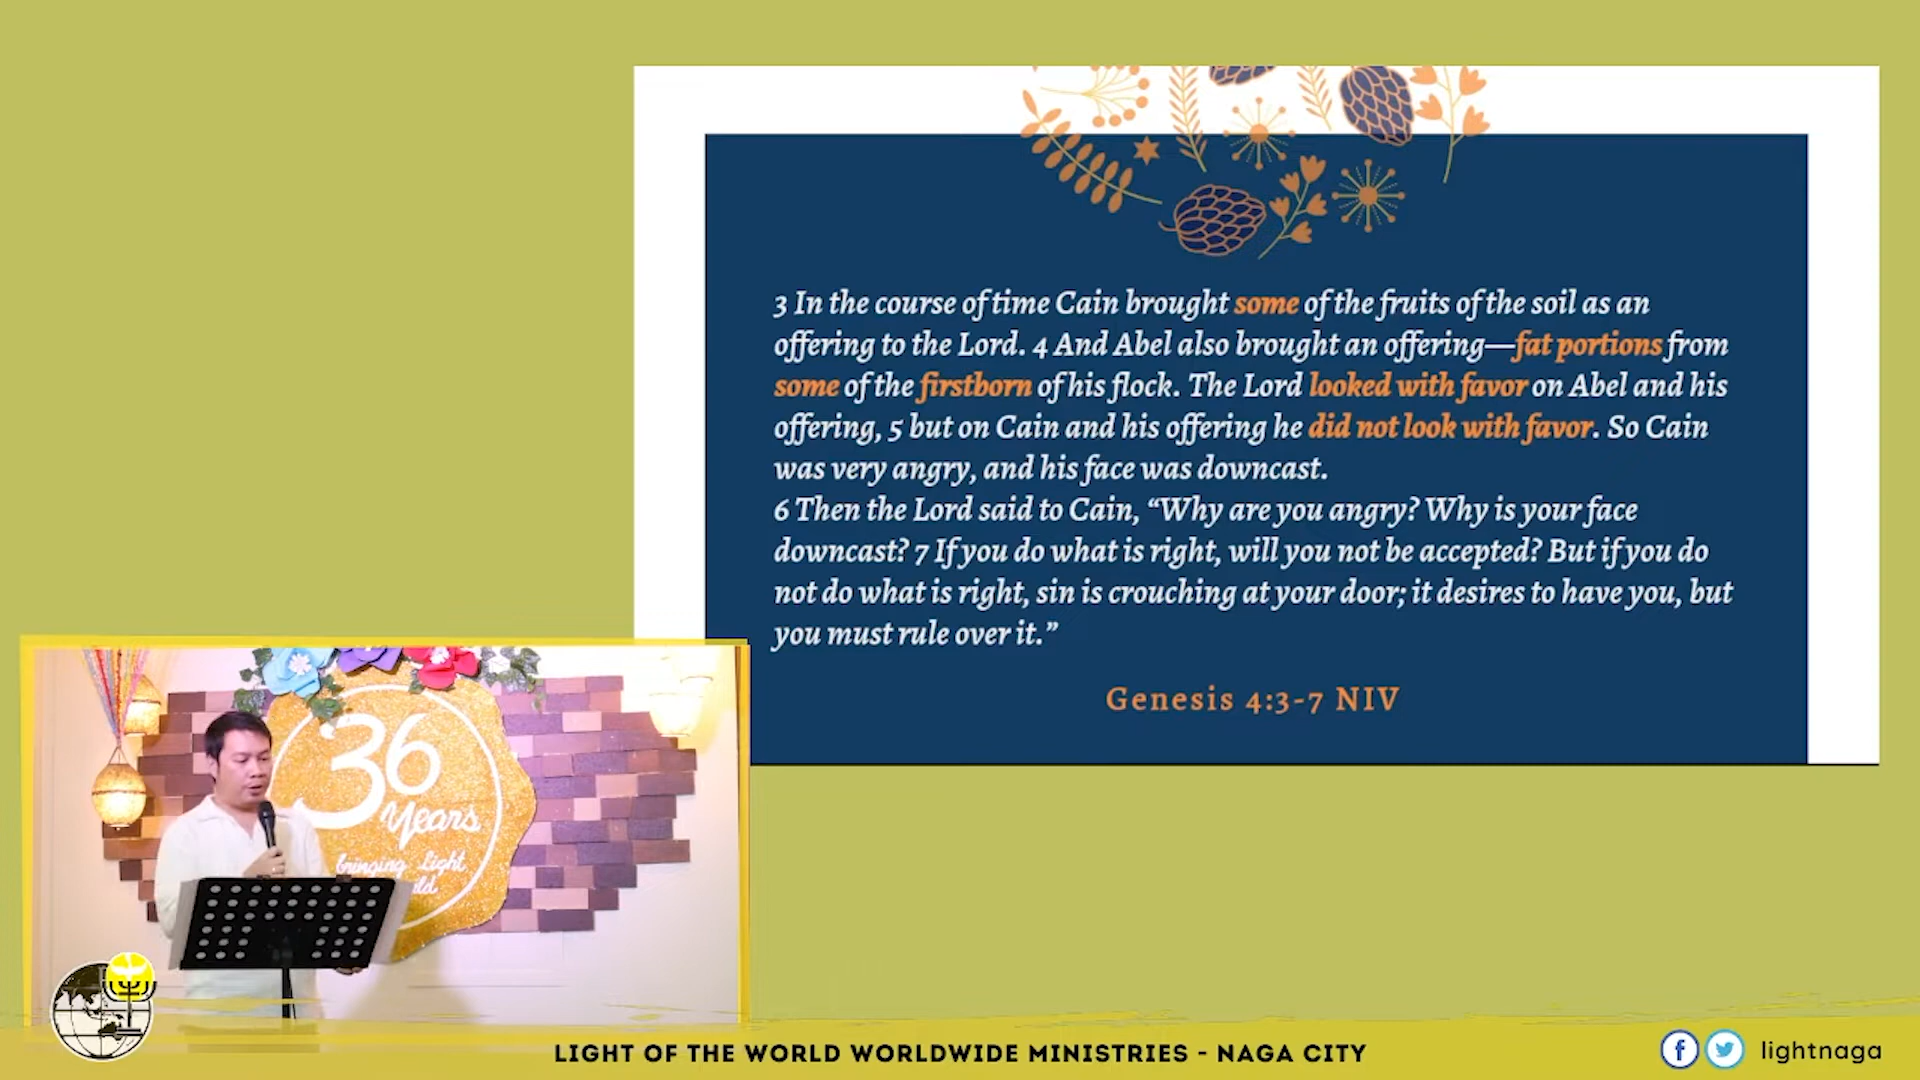 3 In the course of time Cain brought some of the fruits of the soil as an
offering to the Lord. 4 And Abel also brought an offering—fat portions from
some of the firstborn of his flock. The Lord looked with favor on Abel and his
offering, 5 but on Cain and his offering he did not look with favor. So Cain
was very angry, and his face was downcast.
6 Then the Lord said to Cain, “Why are you angry? Why is your face
downcast? 7 If you do what is right, will you not be accepted? But if you do
not do what is right, sin is crouching at your door; it desires to have you, but
you must rule over it.”
Genesis 4:3-7 NIV
36
Years
bringing Light
LIGHT OF THE WORLD WORLDWIDE MINISTRIES - NAGA CITY
lightnaga